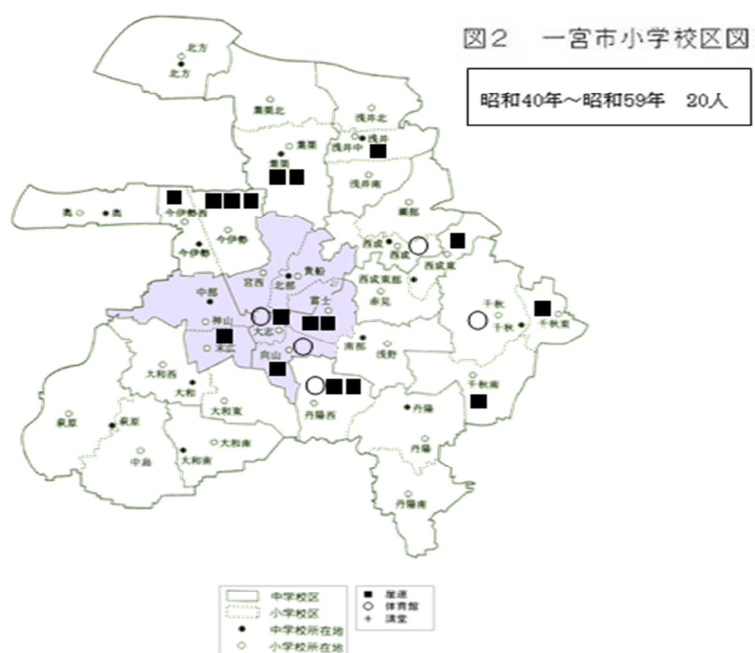 図2 一宮市小学校区図
昭和40年～昭和59年 20人
北方
北方
葉栗北
浅井北
葉栗
葉栗
浅井中
浅井
浅井南
奥
奥
今伊勢西
今伊勢
今伊勢
瀬部
西成
西成
西成東
西成東部
赤見
宮西
北部
貴船
中部
富士
神山
大志
末広
向山
南部
浅野
千秋
千秋
千秋東
千秋南
大和西
大和
大和東
丹陽西
丹陽
丹陽
萩原
萩原
中島
大和南
大和南
丹陽南
中学校区
小学校区
中学校所在地
小学校所在地
屋運
体育館
講堂